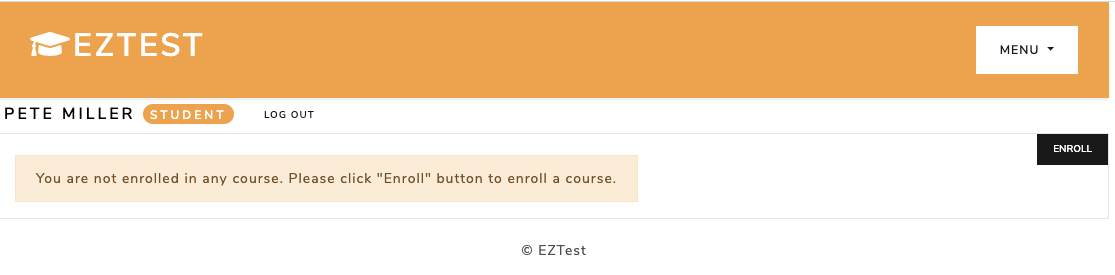 EZTEST
MENU
PETE MILLER STUDENT LOG OUT
ENROLL
You are not enrolled in any course. Please click "Enroll" button to enroll a course.
© EZTest